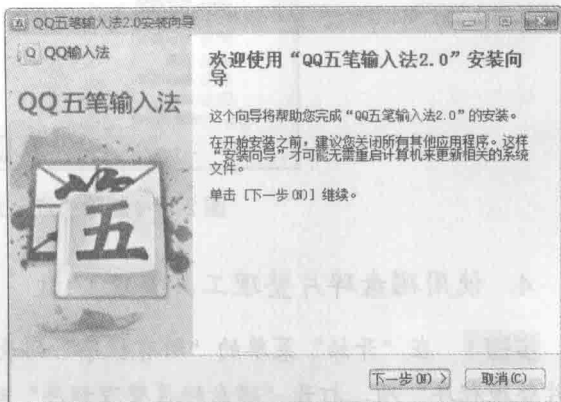 QQ五笔输入法2.0安装向导
QQ输入法
QQ五笔输入法
五
欢迎使用“QQ五笔输入法2.0”安装向
导
这个向导将帮助您完成“QQ五笔输入法2.0”的安装。
在开始安装之前，建议您关闭所有其他应用程序。这样
“安装向导”才可能无需重启计算机来更新相关的系统
文件。
单击 [下一步(N)] 继续。
下一步(N) >
取消(C)